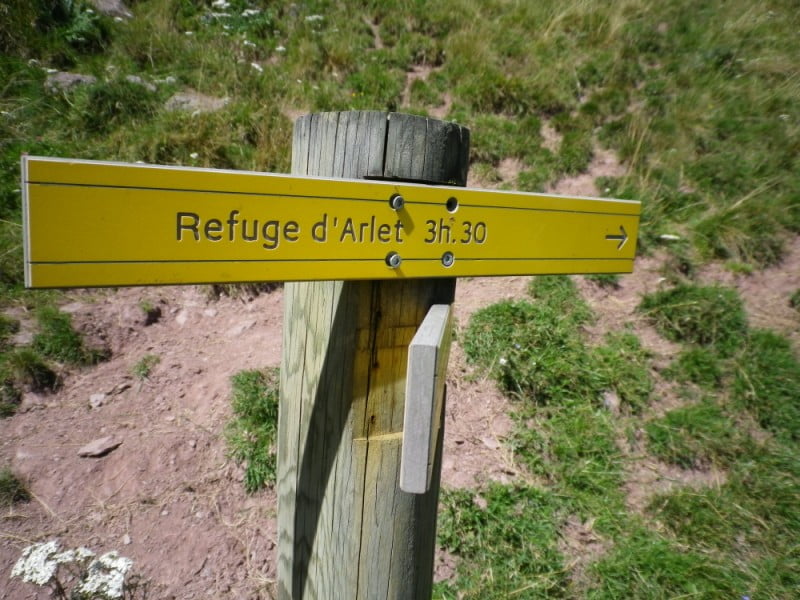 Refuge d'Arlet 3h.30 →